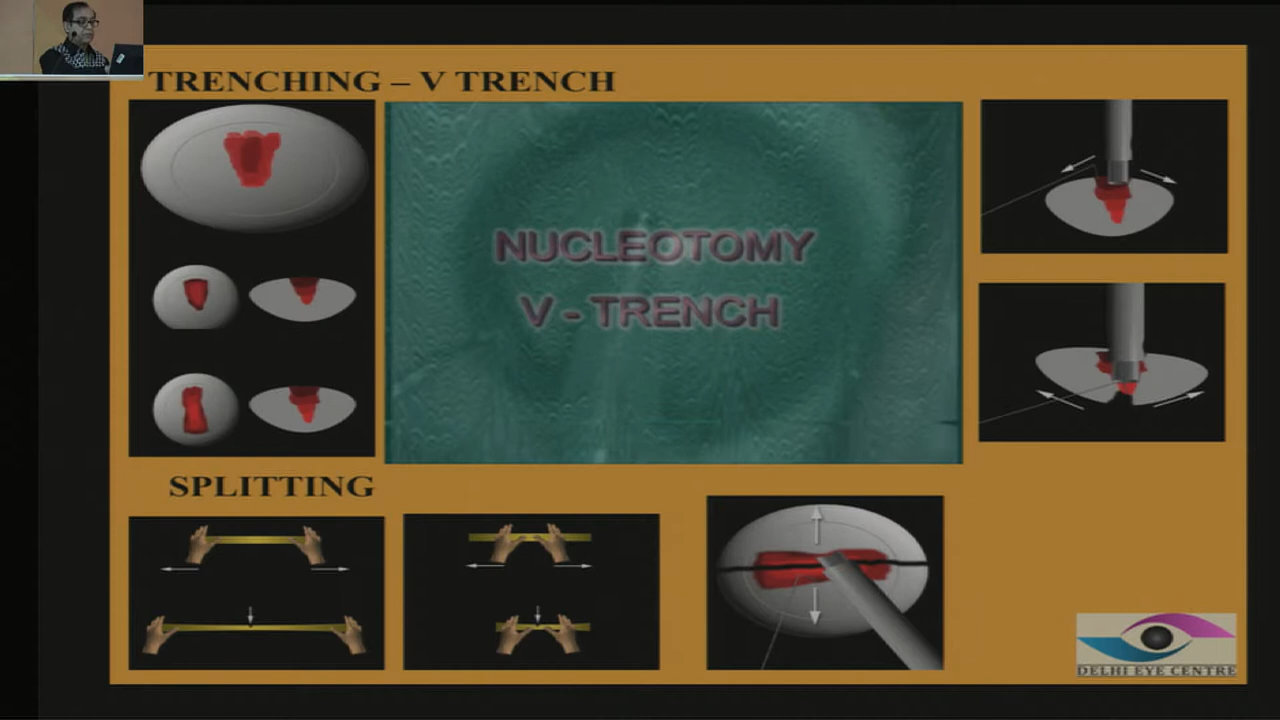 TRENCHING – V TRENCH
NUCLEOTOMY
V - TRENCH
SPLITTING
DELHI EYE CENTRE